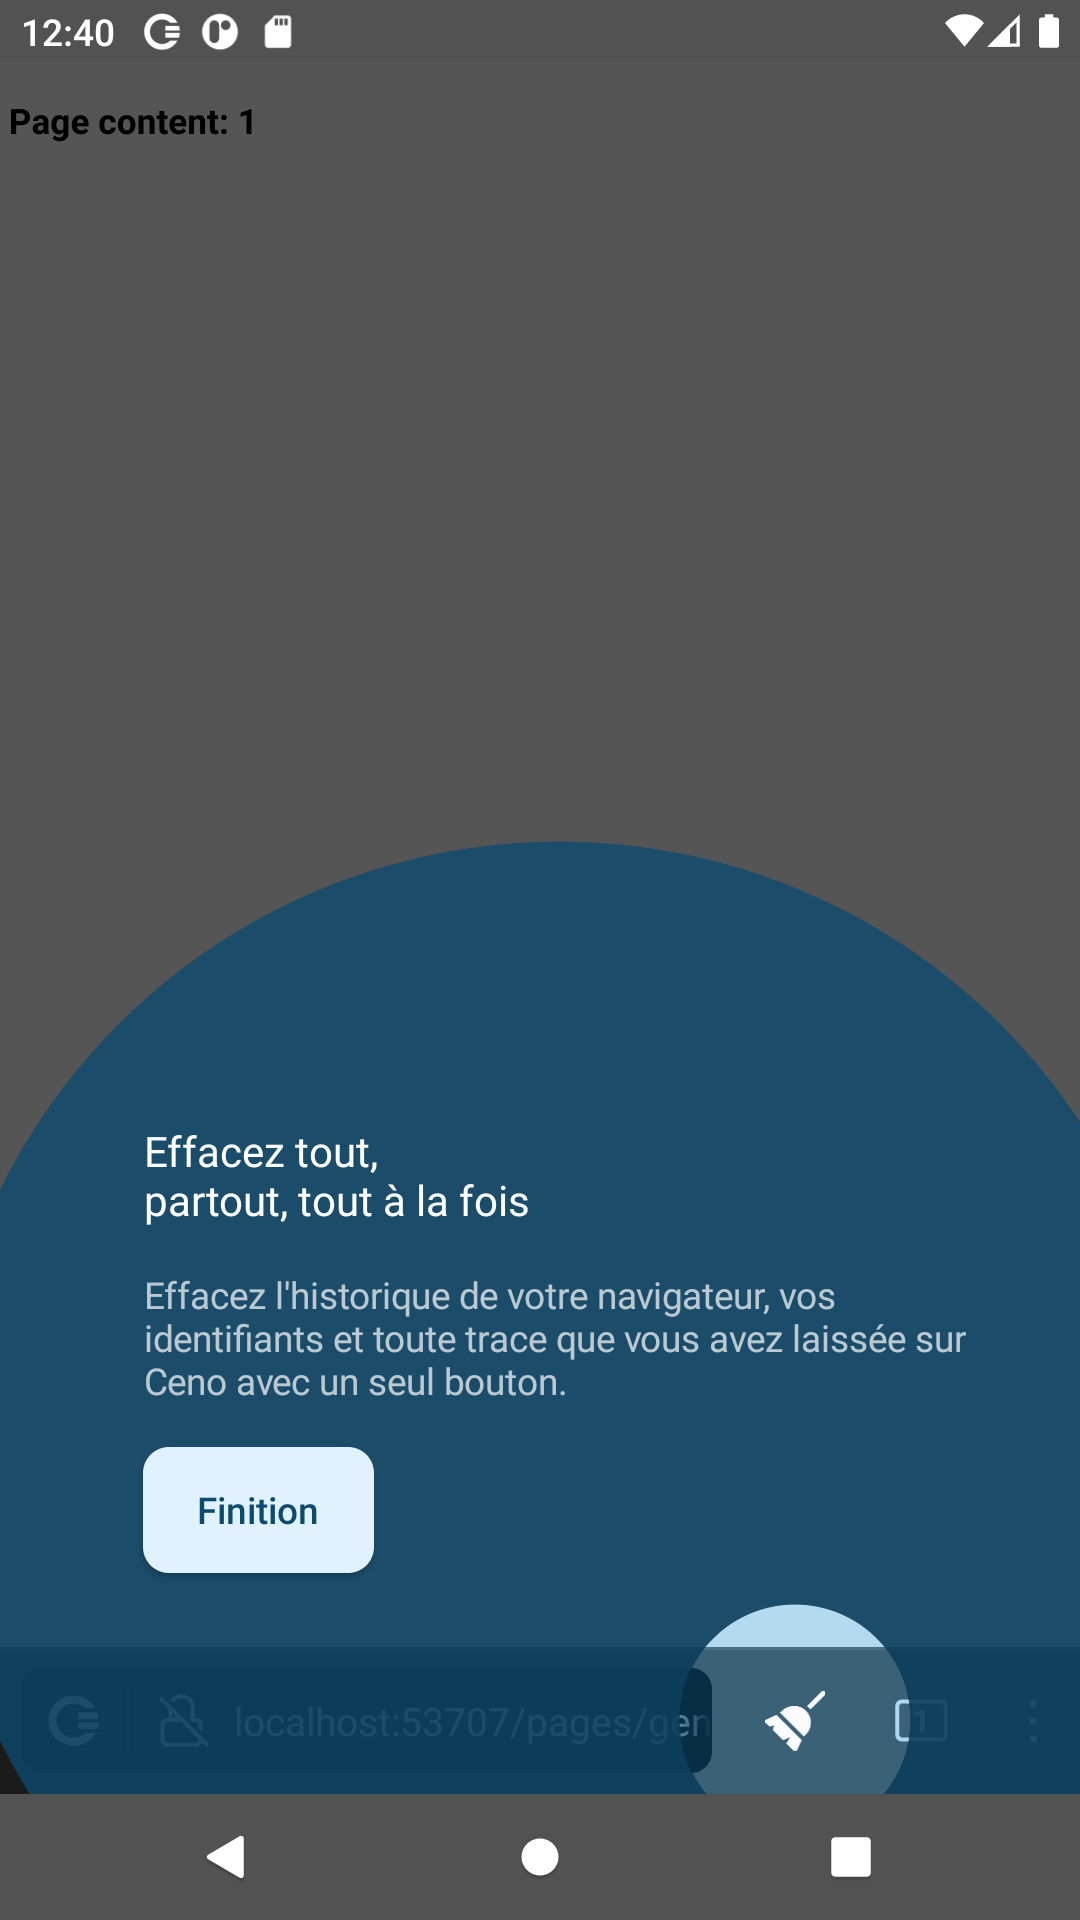 12:40
Page content: 1
Effacez tout,
partout, tout à la fois
Effacez l'historique de votre navigateur, vos
identifiants et toute trace que vous avez laissée sur
Ceno avec un seul bouton.
Finition
localhost:53707/pages/gen
1